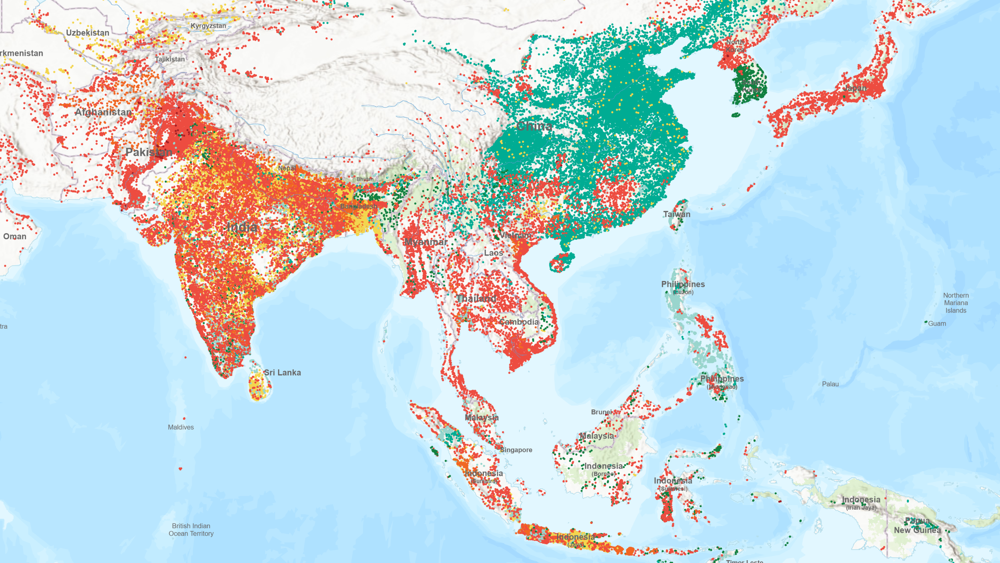 Kyrgyzstan
Uzbekistan
rkmenistan
Tajikistan
North
Korea
South
Korea
Japan
Afghanistan
China
Pakistan
Nepal
Bhutan
Bangladesh
Taiwan
India
Oman
Myanmar
Vietnam
Laos
Philippines
(Luzon)
Thailand
Northern
Mariana
Islands
Cambodia
Guam
tra
Sri Lanka
Philippines
(Mindanao)
Palau
Brunei
Malaysia
Maldives
Malaysia
Singapore
Indonesia
(Borneo)
Indonesia
(Sumatra)
Indonesia
(Sulawesi)
Indonesia
(Irian Jaya)
Papua
New Guinea
British Indian
Ocean Territory
Indonesia
(Java)
Timor-Leste